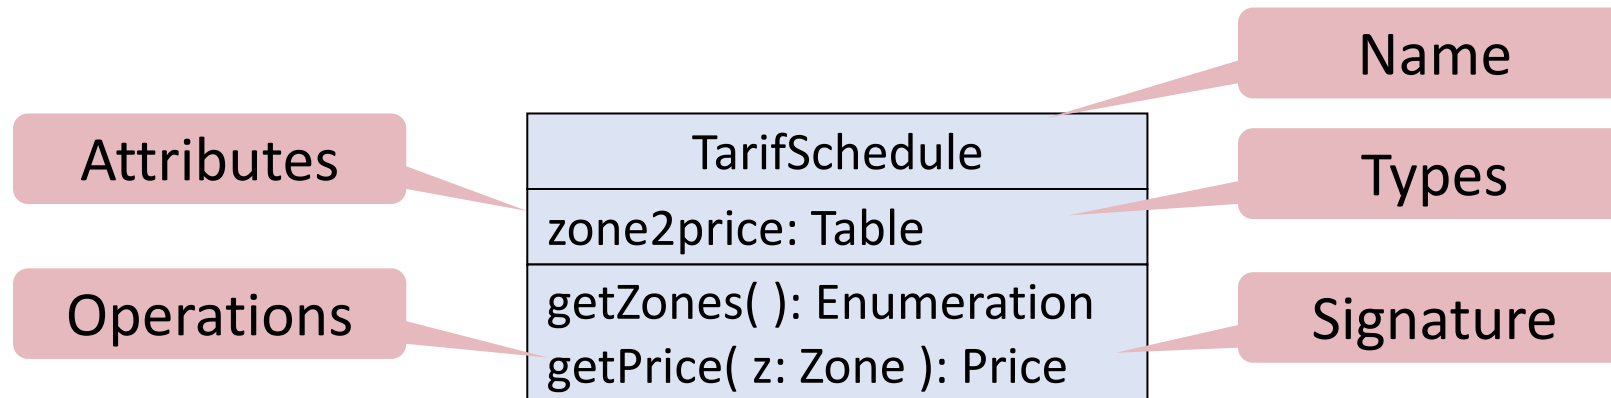 Name
Attributes
TarifSchedule
Types
zone2price: Table
Operations
getZones( ): Enumeration
Signature
getPrice( z: Zone ): Price